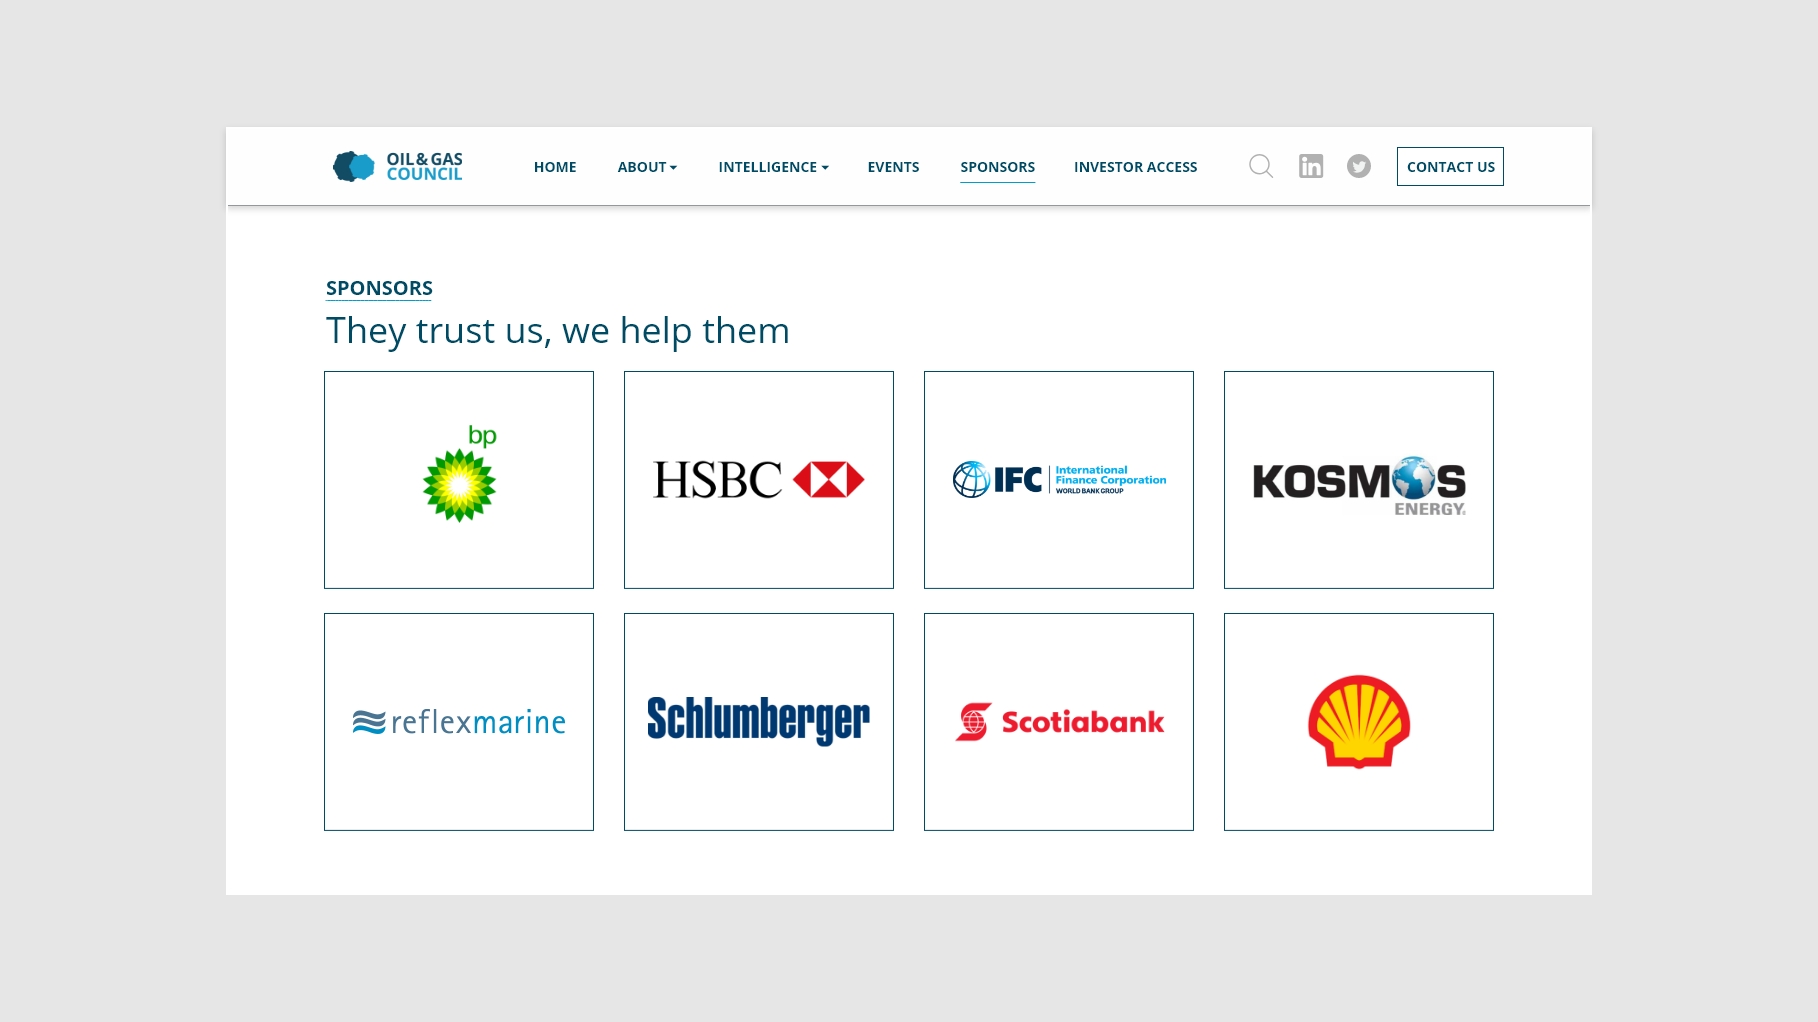 OIL & GAS
COUNCIL
HOME
ABOUT
INTELLIGENCE
EVENTS
SPONSORS
INVESTOR ACCESS
in
CONTACT US
SPONSORS
They trust us, we help them
bp
HSBC
IFC
International
Finance Corporation
WORLD BANK GROUP
KOSMOS
ENERGY
reflexmarine
Schlumberger
Scotiabank